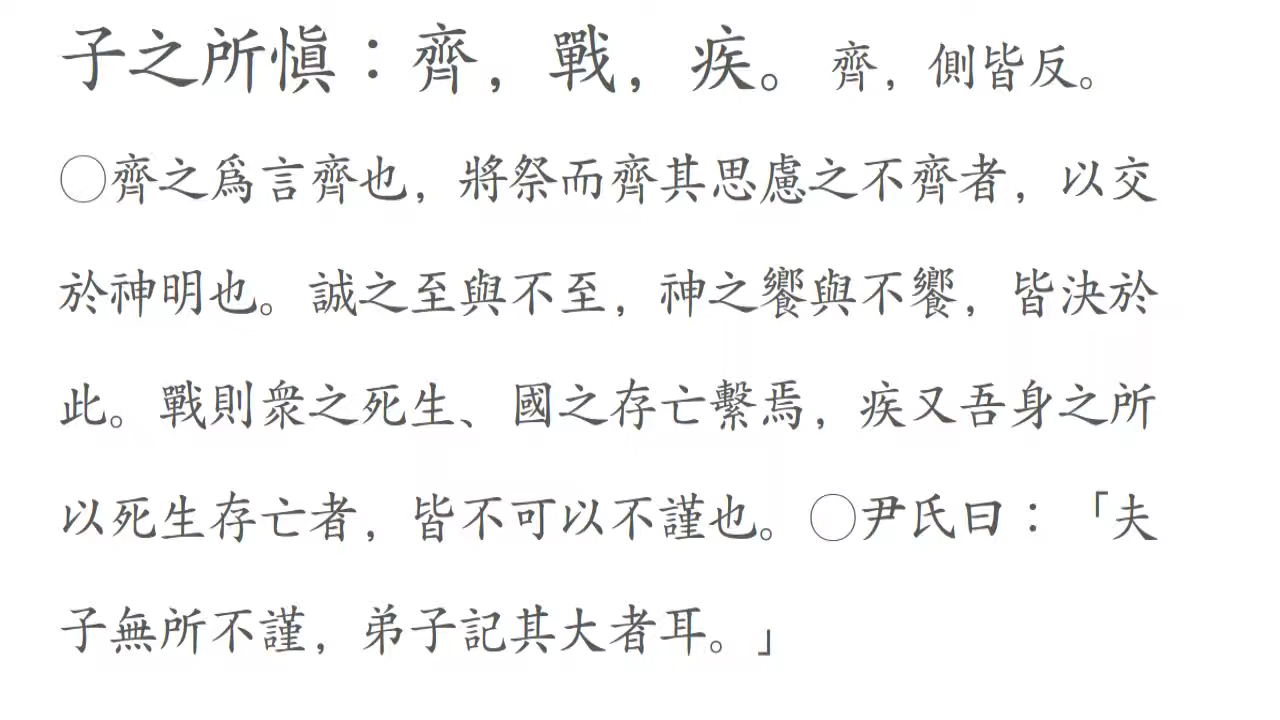 子之所慎：齊，戰，疾。齊，側皆反。
○齊之爲言齊也，將祭而齊其思慮之不齊者，以交
於神明也。誠之至與不至，神之饗與不饗，皆決於
此。戰則衆之死生、國之存亡繫焉，疾又吾身之所
以死生存亡者，皆不可以不謹也。○尹氏曰：「夫
子無所不謹，弟子記其大者耳。」